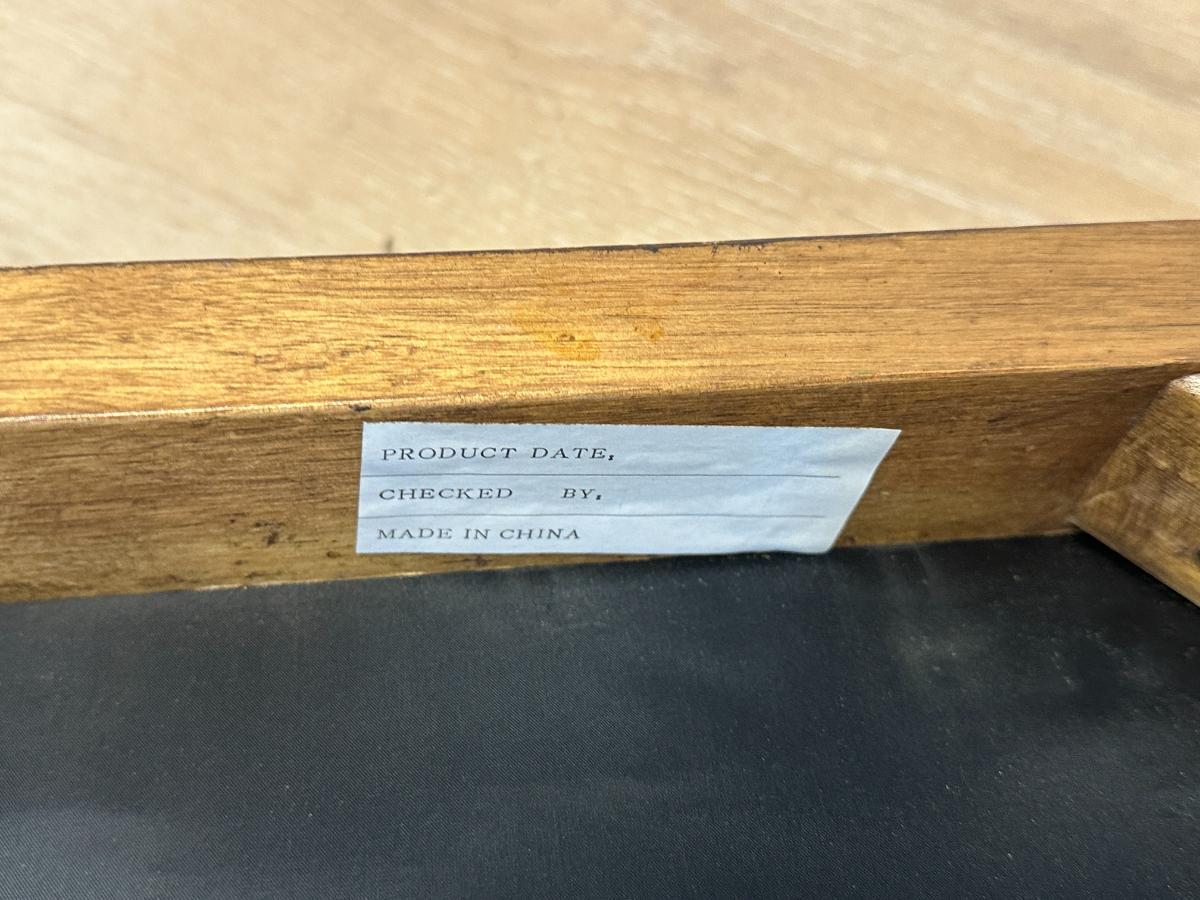 PRODUCT DATE:
CHECKED BY:
MADE IN CHINA